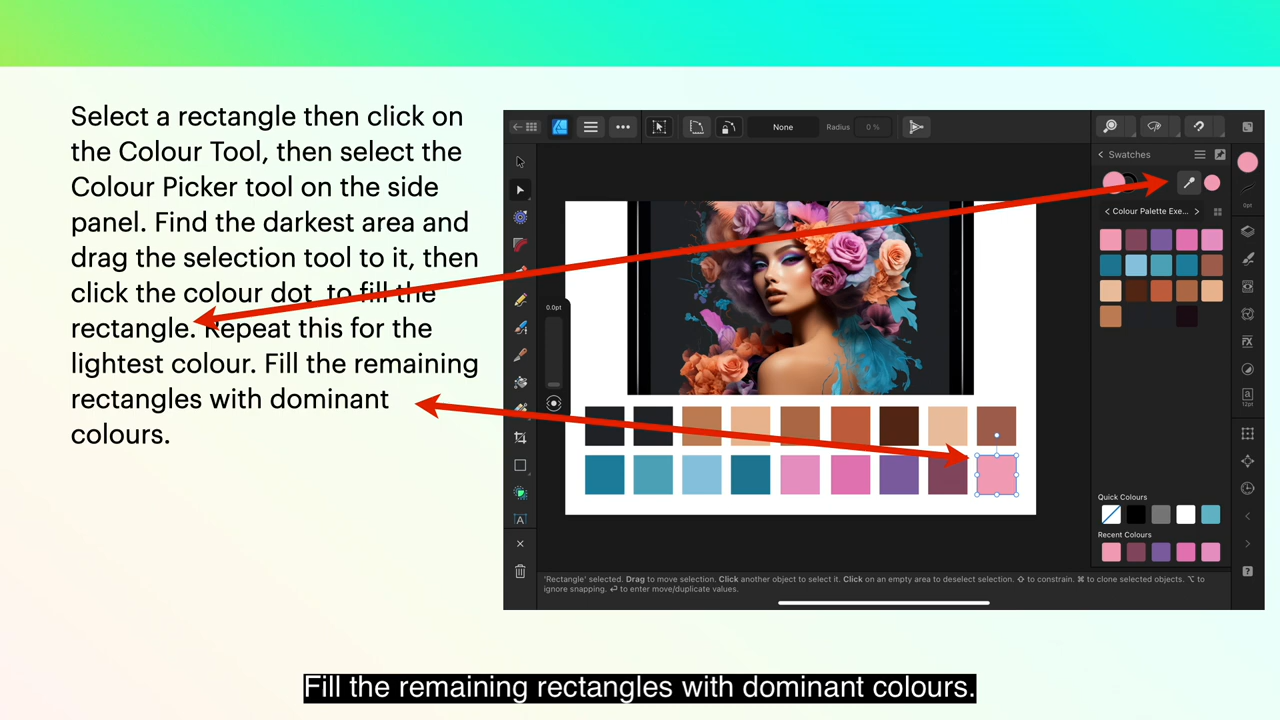 Select a rectangle then click on
the Colour Tool, then select the
Colour Picker tool on the side
panel. Find the darkest area and
drag the selection tool to it, then
click the colour dot to fill the
rectangle. Repeat this for the
lightest colour. Fill the remaining
rectangles with dominant
colours.
None
Radius 0 %
Swatches
0pt
Colour Palette Exe...
0.0pt
12pt
Quick Colours
Recent Colours
'Rectangle' selected. Drag to move selection. Click another object to select it. Click on an empty area to deselect selection. ⇧ to constrain. ⌘ to clone selected objects. ⌥ to
ignore snapping. ⏎ to enter move/duplicate values.
Fill the remaining rectangles with dominant colours.